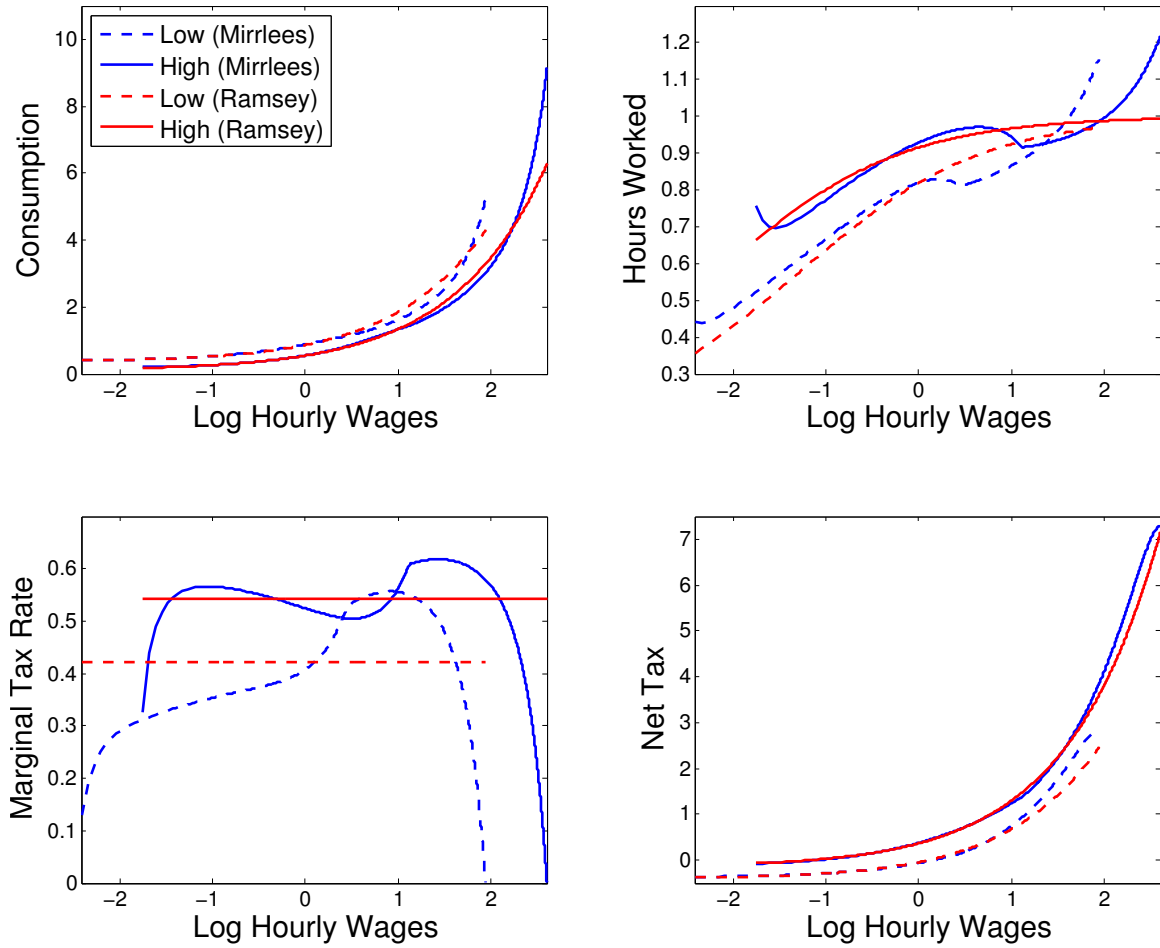 Consumption
10
8
6
4
2
0
Low (Mirrlees)
High (Mirrlees)
Low (Ramsey)
High (Ramsey)
−2 −1 0 1 2
Log Hourly Wages
Hours Worked
1.2
1.1
1
0.9
0.8
0.7
0.6
0.5
0.4
0.3
−2 −1 0 1 2
Log Hourly Wages
Marginal Tax Rate
0.6
0.5
0.4
0.3
0.2
0.1
0
−2 −1 0 1 2
Log Hourly Wages
Net Tax
7
6
5
4
3
2
1
0
−2 −1 0 1 2
Log Hourly Wages